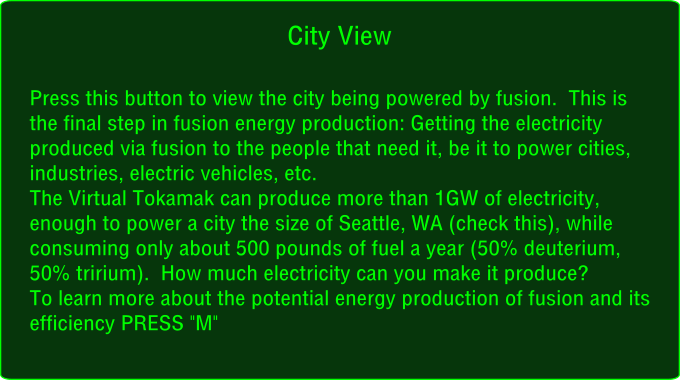 City View
Press this button to view the city being powered by fusion.  This is
the final step in fusion energy production: Getting the electricity
produced via fusion to the people that need it, be it to power cities,
industries, electric vehicles, etc.
The Virtual Tokamak can produce more than 1GW of electricity,
enough to power a city the size of Seattle, WA (check this), while
consuming only about 500 pounds of fuel a year (50% deuterium,
50% tririum).  How much electricity can you make it produce?
To learn more about the potential energy production of fusion and its
efficiency PRESS "M"